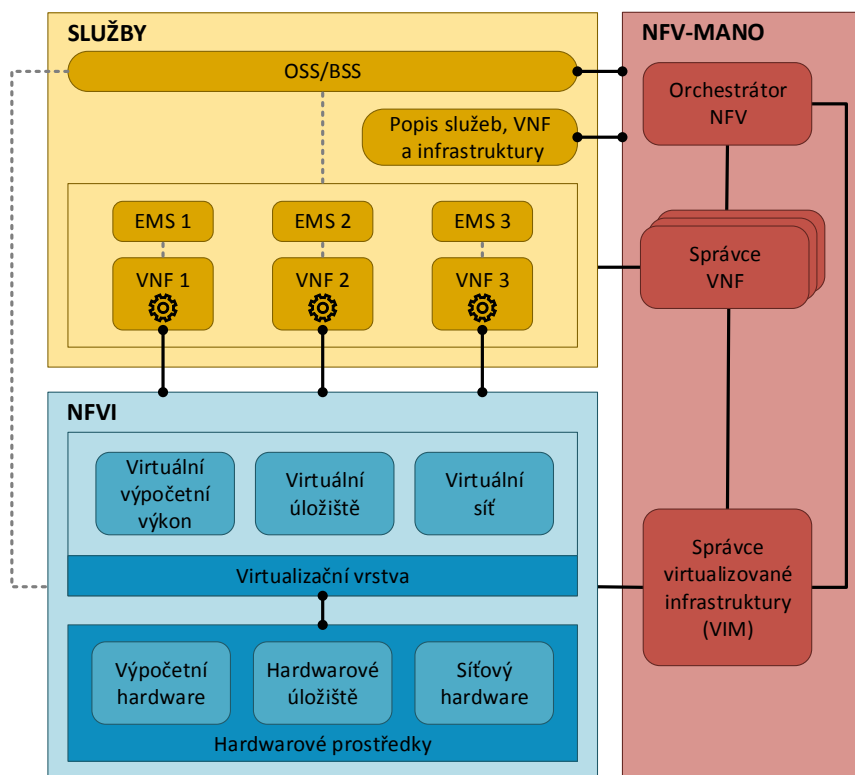 SLUŽBY
OSS/BSS
Popis služeb, VNF
a infrastruktury
EMS 1
EMS 2
EMS 3
VNF 1
VNF 2
VNF 3
NFV-MANO
Orchestrátor
NFV
Správce
VNF
Správce
virtualizované
infrastruktury
(VIM)
NFVI
Virtuální
výpočetní
výkon
Virtuální
úložiště
Virtuální
síť
Virtualizační vrstva
Výpočetní
hardware
Hardwarové
úložiště
Síťový
hardware
Hardwarové prostředky